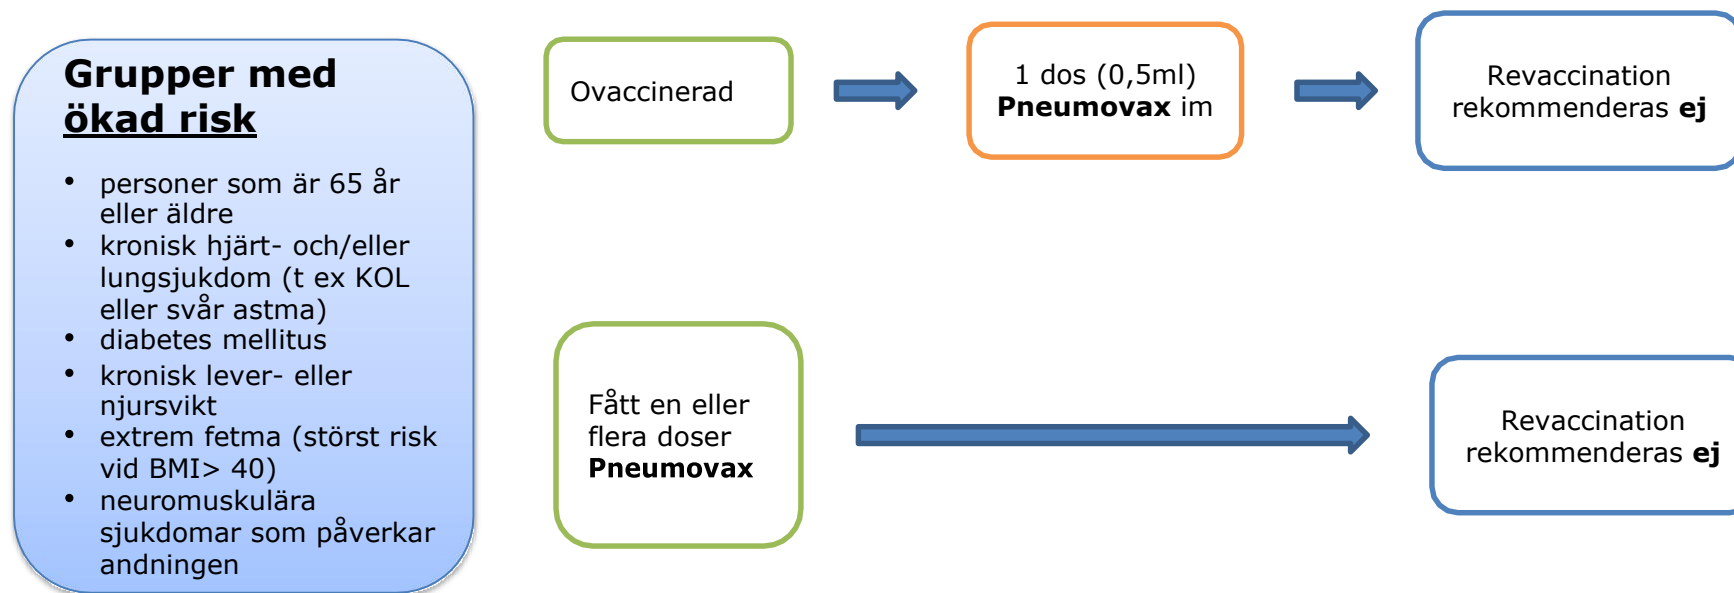 Grupper med
ökad risk
• personer som är 65 år
eller äldre
• kronisk hjärt- och/eller
lungsjukdom (t ex KOL
eller svår astma)
• diabetes mellitus
• kronisk lever- eller
njursvikt
• extrem fetma (störst risk
vid BMI> 40)
• neuromuskulära
sjukdomar som påverkar
andningen
Ovaccinerad
1 dos (0,5ml)
Pneumovax im
Revaccination
rekommenderas ej
Fått en eller
flera doser
Pneumovax
Revaccination
rekommenderas ej